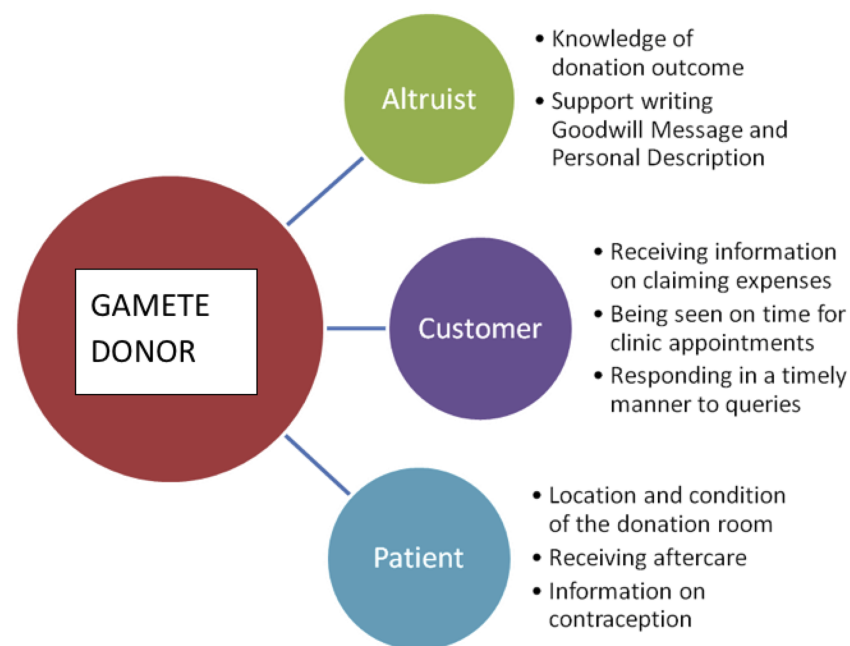 Altruist
• Knowledge of
donation outcome
• Support writing
Goodwill Message and
Personal Description
GAMETE
DONOR
Customer
• Receiving information
on claiming expenses
• Being seen on time for
clinic appointments
• Responding in a timely
manner to queries
Patient
• Location and condition
of the donation room
• Receiving aftercare
• Information on
contraception